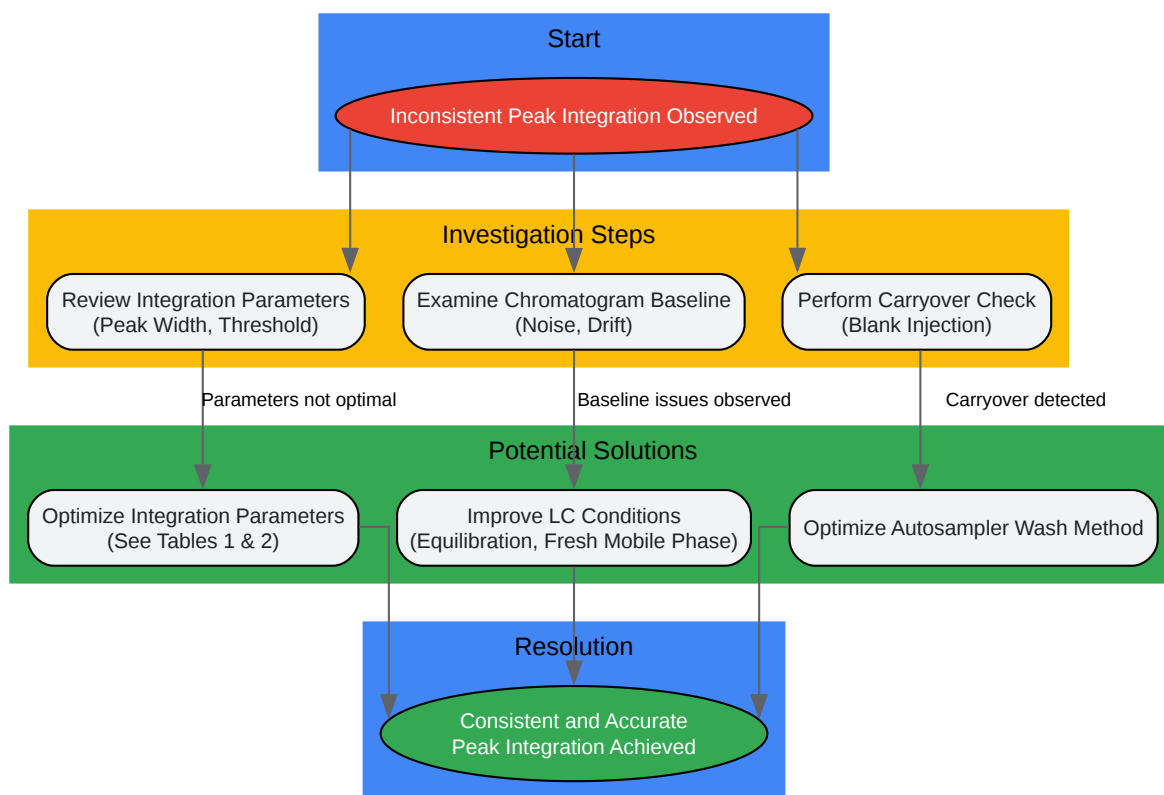 Start
Inconsistent Peak Integration Observed
Investigation Steps
Review Integration Parameters
(Peak Width, Threshold)
Examine Chromatogram Baseline
(Noise, Drift)
Perform Carryover Check
(Blank Injection)
Parameters not optimal
Baseline issues observed
Carryover detected
Potential Solutions
Optimize Integration Parameters
(See Tables 1 & 2)
Improve LC Conditions
(Equilibration, Fresh Mobile Phase)
Optimize Autosampler Wash Method
Resolution
Consistent and Accurate
Peak Integration Achieved